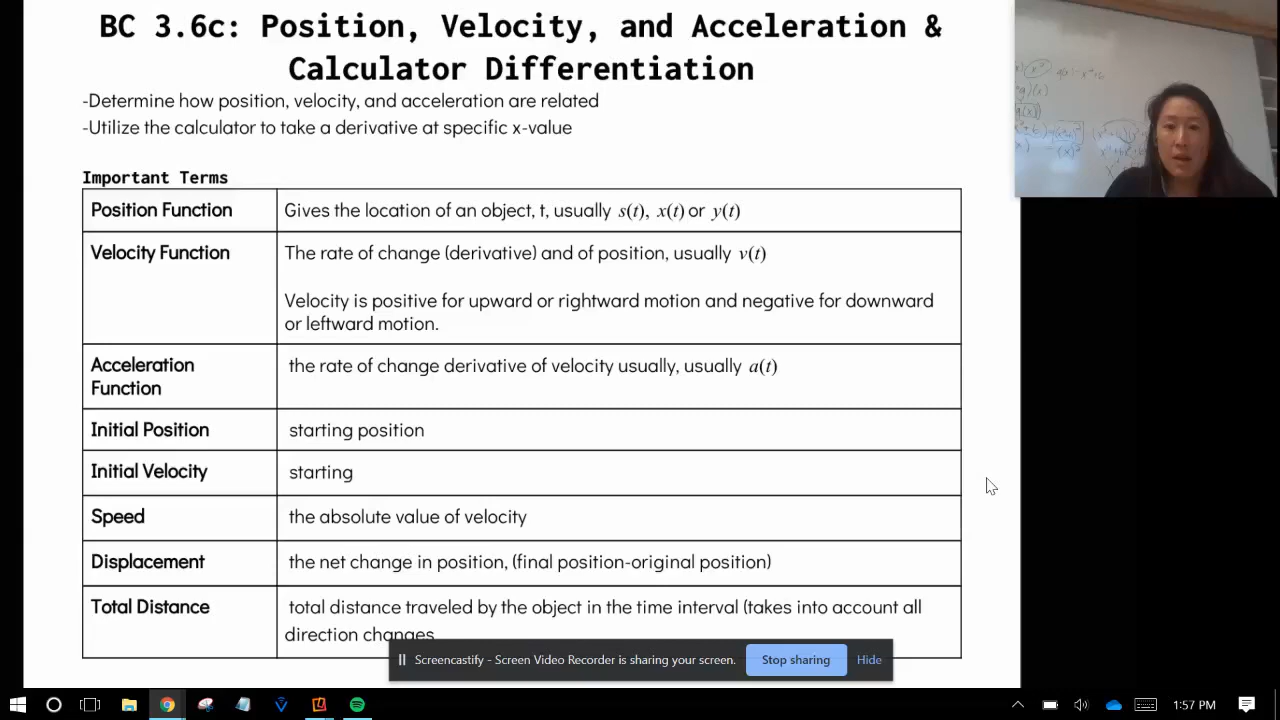 BC 3.6c: Position, Velocity, and Acceleration &
Calculator Differentiation
-Determine how position, velocity, and acceleration are related
-Utilize the calculator to take a derivative at specific x-value
Important Terms
Position Function
Gives the location of an object, t, usually s(t), x(t) or y(t)
Velocity Function
The rate of change (derivative) and of position, usually v(t)
Velocity is positive for upward or rightward motion and negative for downward
or leftward motion.
Acceleration
Function
the rate of change derivative of velocity usually, usually a(t)
Initial Position
starting position
Initial Velocity
starting
Speed
the absolute value of velocity
Displacement
the net change in position, (final position-original position)
Total Distance
total distance traveled by the object in the time interval (takes into account all
direction changes
Screencastify - Screen Video Recorder is sharing your screen.
Stop sharing
Hide
1:57 PM